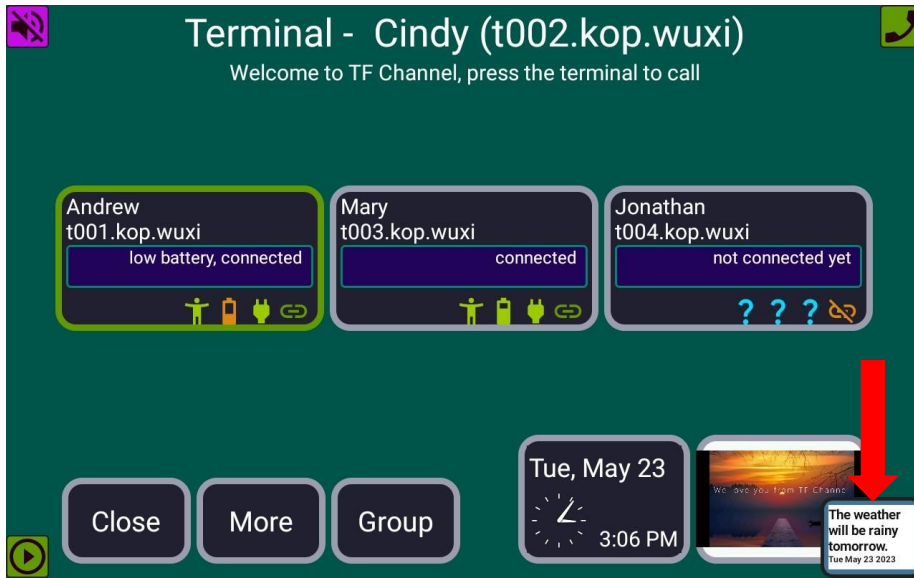 Terminal - Cindy (t002.kop.wuxi)
Welcome to TF Channel, press the terminal to call
Andrew
t001.kop.wuxi
low battery, connected
Mary
t003.kop.wuxi
connected
Jonathan
t004.kop.wuxi
not connected yet
? ? ?
Close
More
Group
Tue, May 23
3:06 PM
We love you from TF Channel
The weather
will be rainy
tomorrow.
Tue May 23 2023